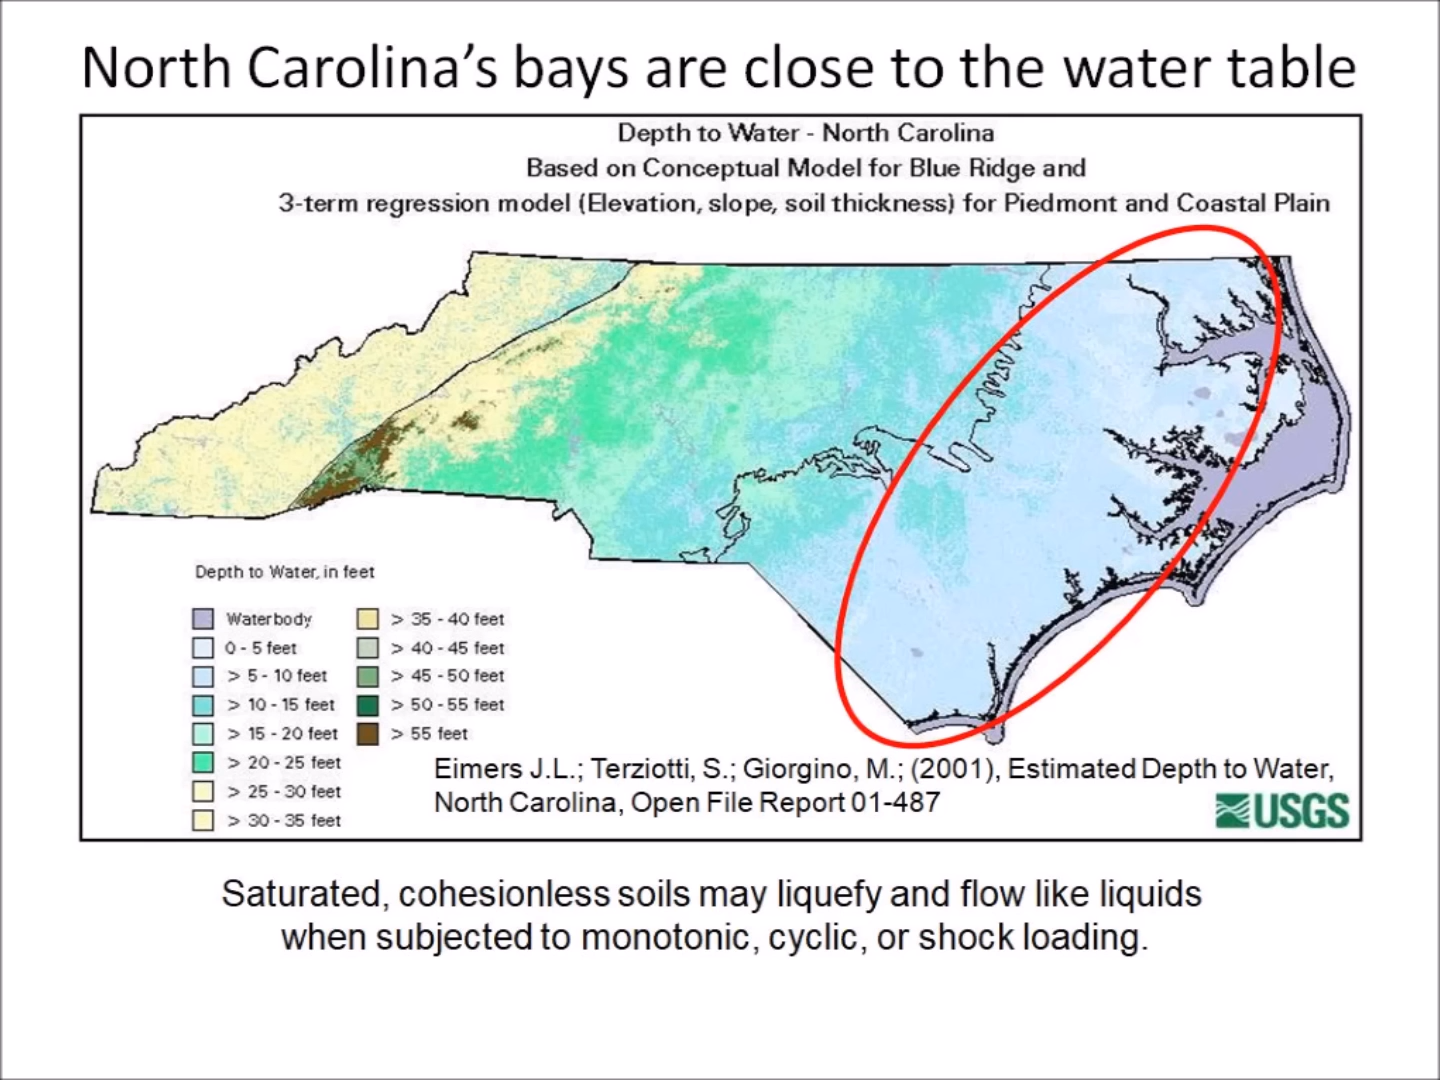 North Carolina's bays are close to the water table
Depth to Water - North Carolina
Based on Conceptual Model for Blue Ridge and
3-term regression model (Elevation, slope, soil thickness) for Piedmont and Coastal Plain
Depth to Water, in feet
Waterbody
0 - 5 feet
> 5 - 10 feet
> 10 - 15 feet
> 15 - 20 feet
> 20 - 25 feet
> 25 - 30 feet
> 30 - 35 feet
> 35 - 40 feet
> 40 - 45 feet
> 45 - 50 feet
> 50 - 55 feet
> 55 feet
Eimers J.L.; Terziotti, S.; Giorgino, M.; (2001), Estimated Depth to Water,
North Carolina, Open File Report 01-487
USGS
Saturated, cohesionless soils may liquefy and flow like liquids
when subjected to monotonic, cyclic, or shock loading.